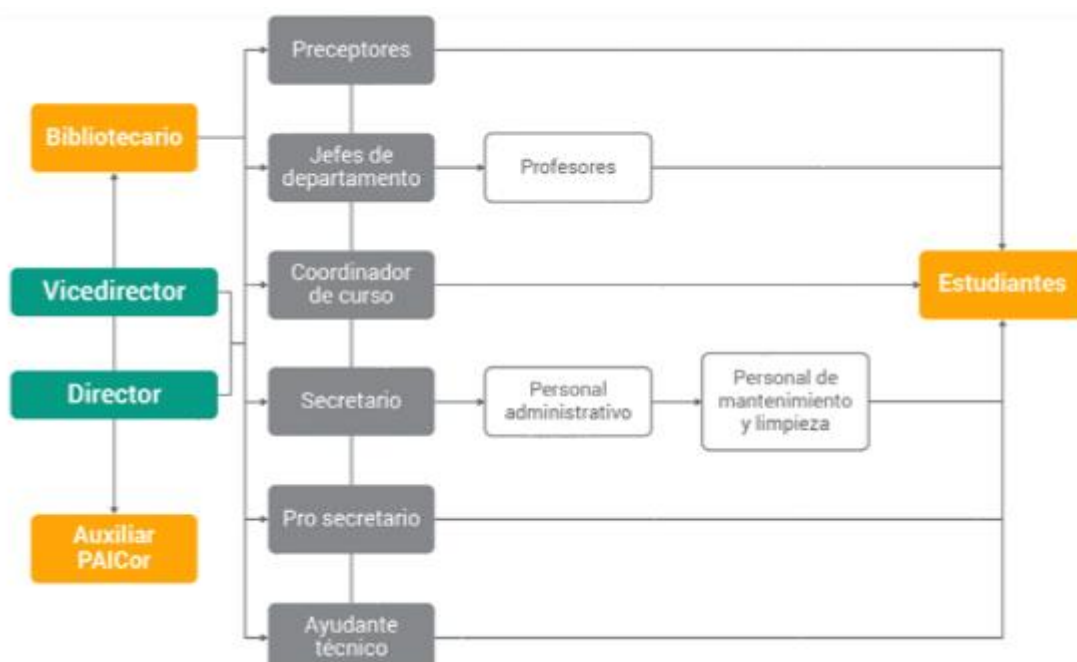 Preceptores
Bibliotecario
Jefes de
departamento
Profesores
Vicedirector
Coordinador
de curso
Estudiantes
Director
Secretario
Personal
administrativo
Personal de
mantenimiento
y limpieza
Auxiliar
PAICor
Pro secretario
Ayudante
técnico